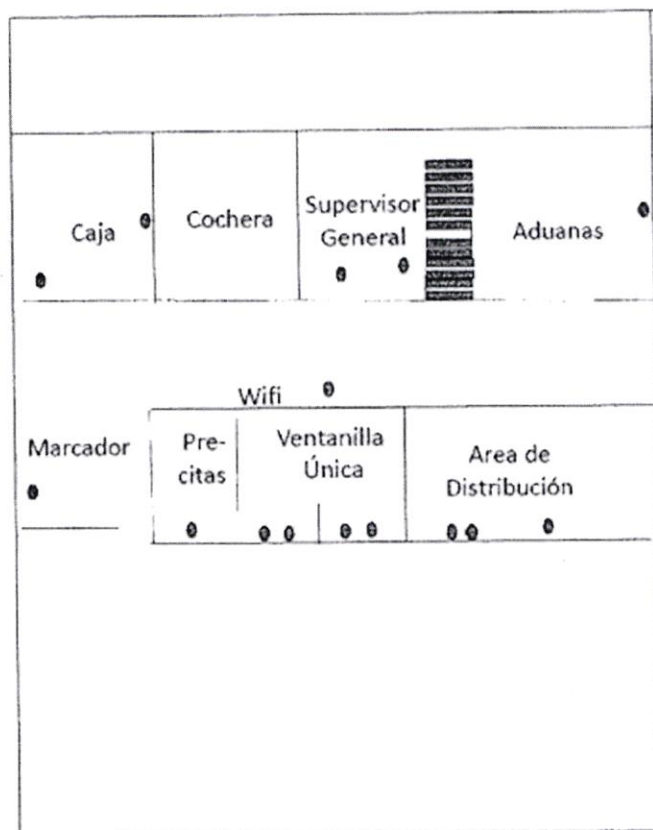 Caja
Cochera
Supervisor
General
Aduanas
Wifi
Marcador
Pre-
citas
Ventanilla
Única
Area de
Distribución